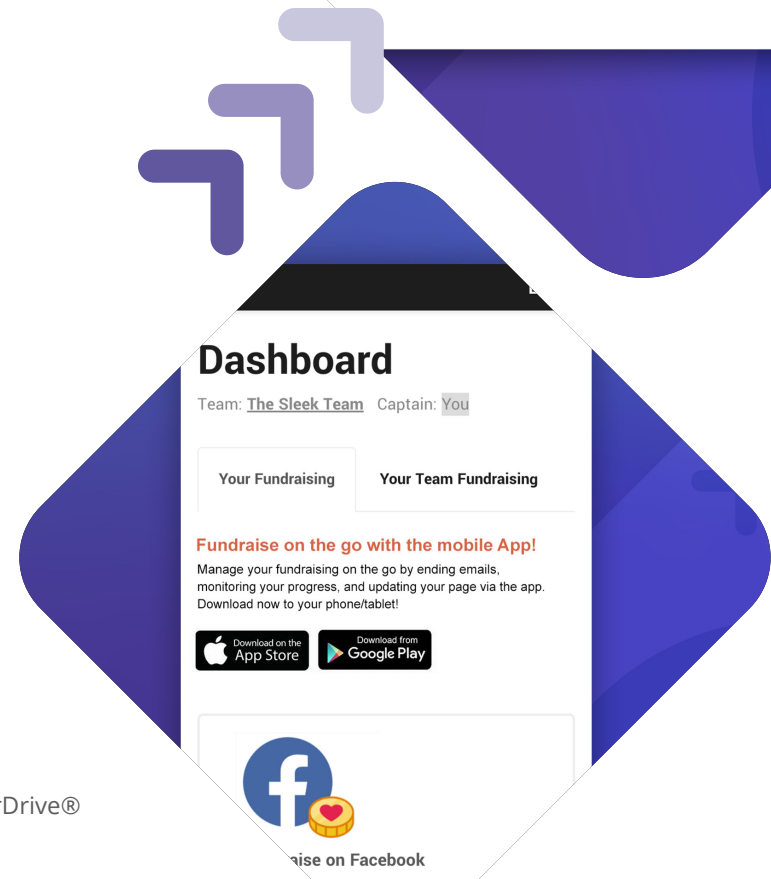 Dashboard
Team: The Sleek Team Captain: You
Your Fundraising Your Team Fundraising
Fundraise on the go with the mobile App!
Manage your fundraising on the go by ending emails,
monitoring your progress, and updating your page via the app.
Download now to your phone/tablet!
Download on the App Store
Download from Google Play
Drive®
aise on Facebook